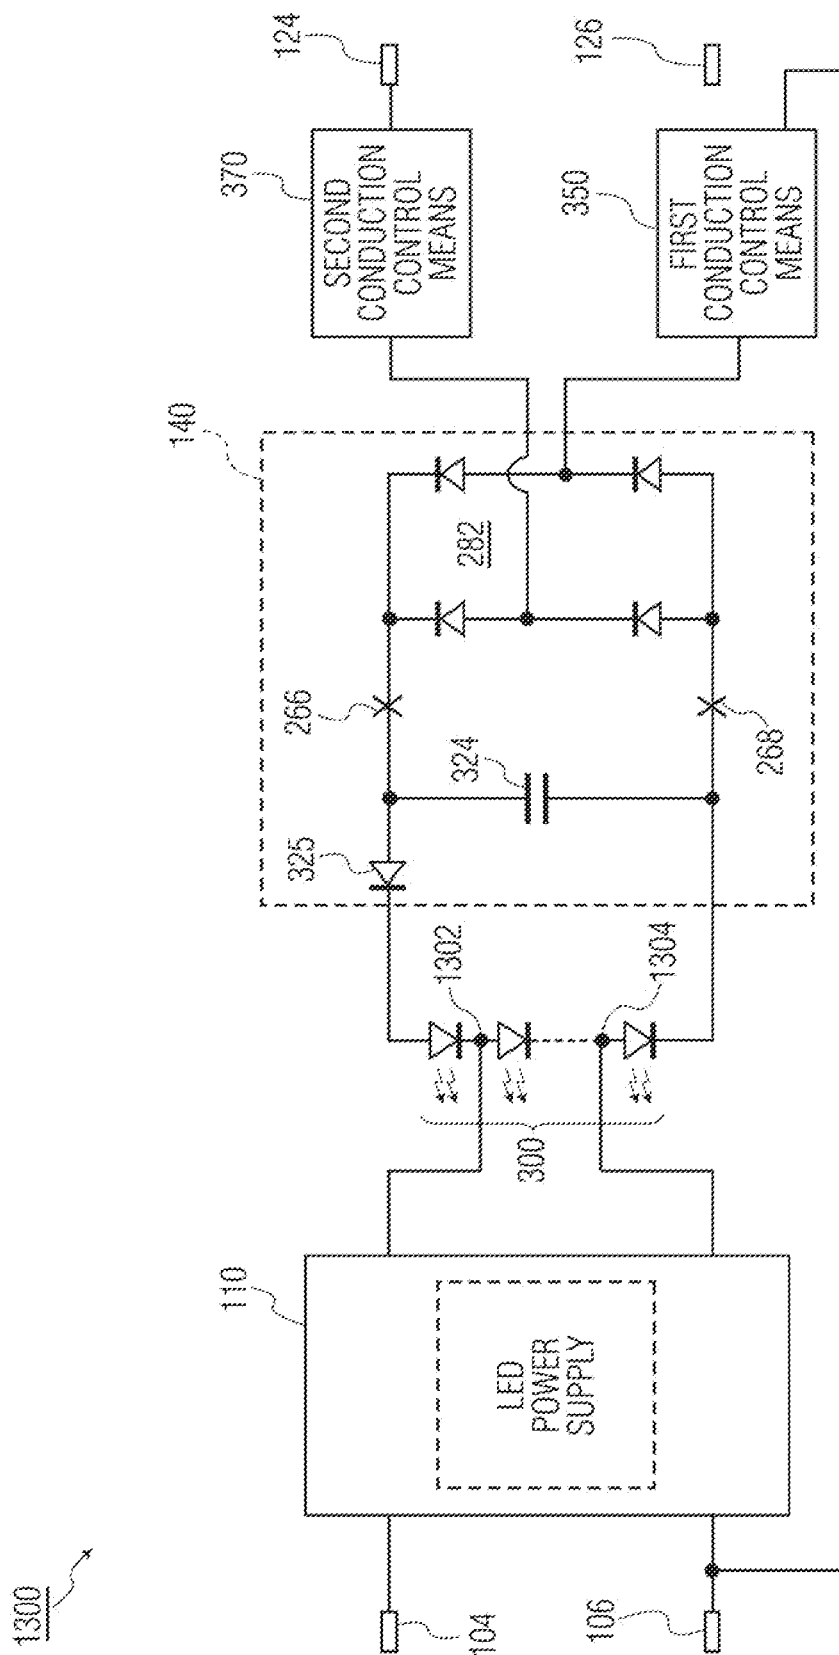 1300
104
106
110
LED
POWER
SUPPLY
300
1302
1304
140
325
324
266
268
282
370
SECOND
CONDUCTION
CONTROL
MEANS
350
FIRST
CONDUCTION
CONTROL
MEANS
124
126